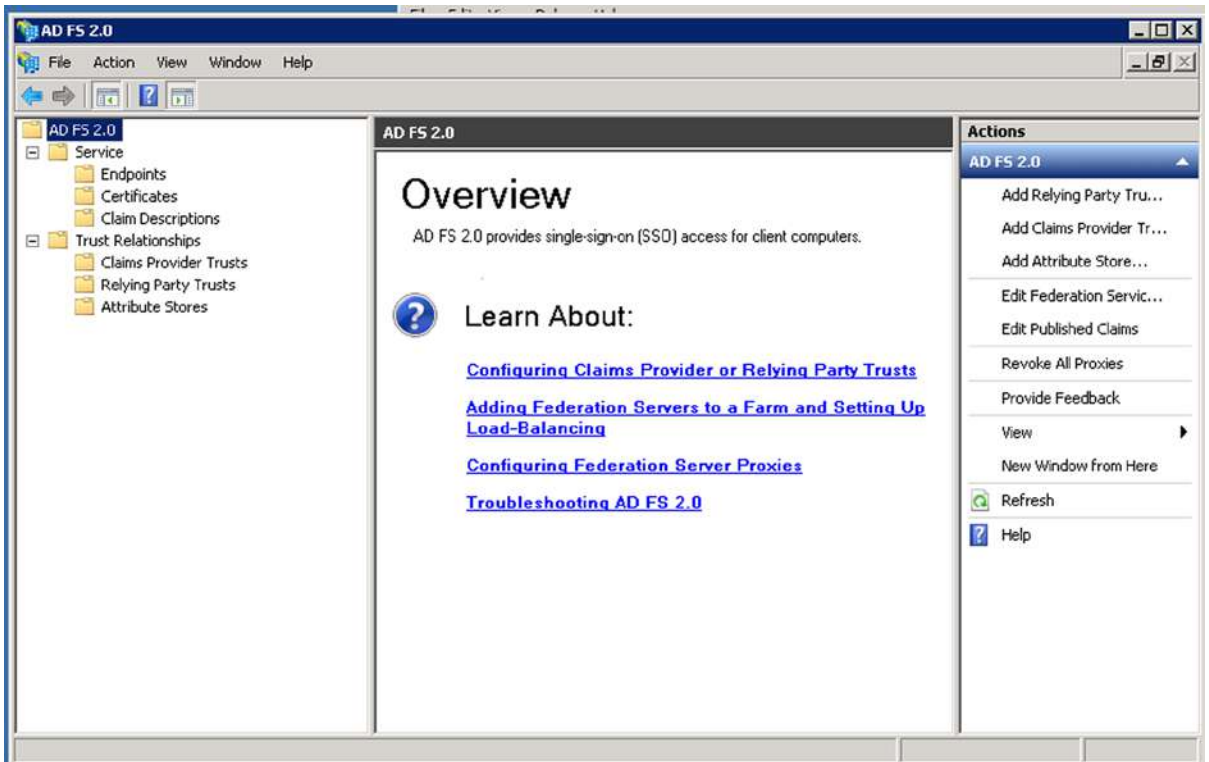 AD FS 2.0
File Action View Window Help
AD FS 2.0
Service
Endpoints
Certificates
Claim Descriptions
Trust Relationships
Claims Provider Trusts
Relying Party Trusts
Attribute Stores
AD FS 2.0
Overview
AD FS 2.0 provides single-sign-on (SSO) access for client computers.
Learn About:
Configuring Claims Provider or Relying Party Trusts
Adding Federation Servers to a Farm and Setting Up
Load-Balancing
Configuring Federation Server Proxies
Troubleshooting AD FS 2.0
Actions
AD FS 2.0
Add Relying Party Tru...
Add Claims Provider Tr...
Add Attribute Store...
Edit Federation Servic...
Edit Published Claims
Revoke All Proxies
Provide Feedback
View
New Window from Here
Refresh
Help